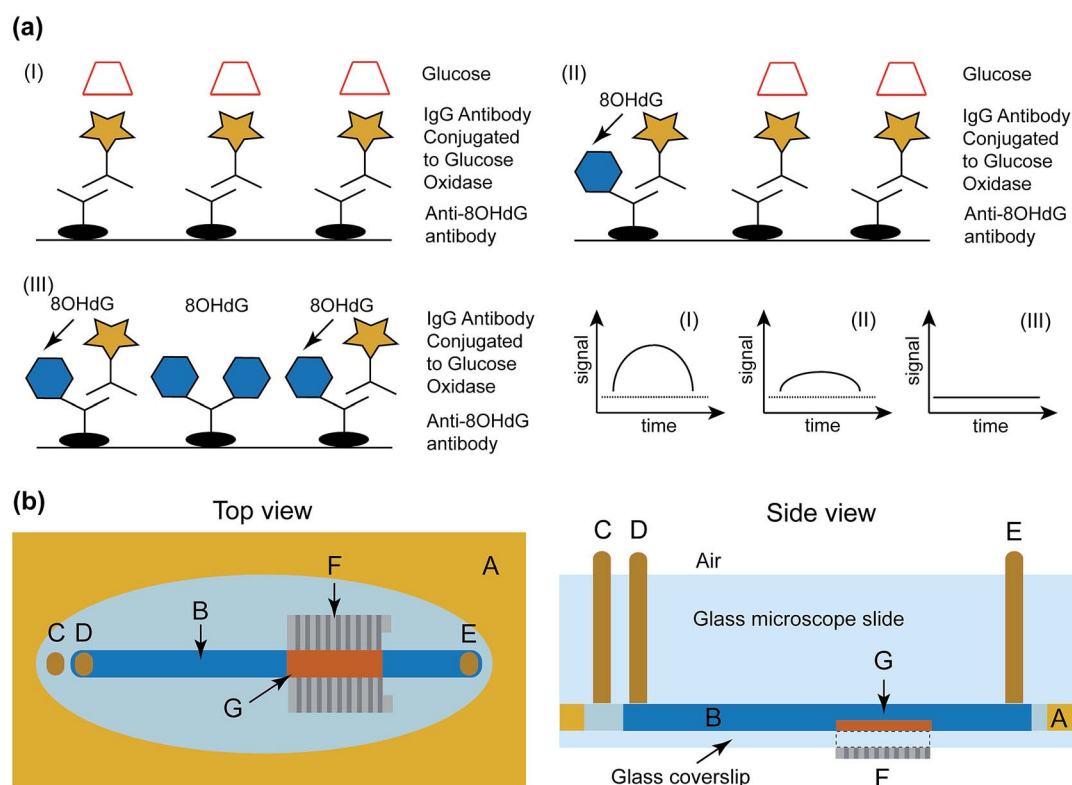 (a)
(I)
Glucose
IgG Antibody
Conjugated
to Glucose
Oxidase
Anti-8OHdG
antibody
(II)
8OHdG
Glucose
IgG Antibody
Conjugated
to Glucose
Oxidase
Anti-8OHdG
antibody
(III)
8OHdG
8OHdG
8OHdG
IgG Antibody
Conjugated
to Glucose
Oxidase
Anti-8OHdG
antibody
signal
(I)
time
signal
(II)
time
signal
(III)
time
(b)
Top view
A
F
B
C
D
E
G
Side view
C
D
E
Air
Glass microscope slide
G
B
A
Glass coverslip
F